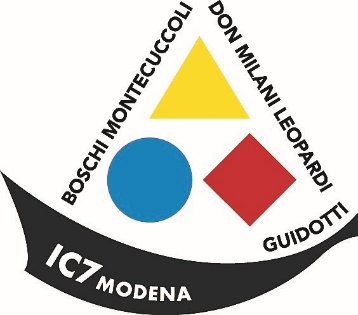 BOSCHI MONTECUCCOLI
DON MILANI LEOPARDI
GUIDOTTI
IC7 MODENA